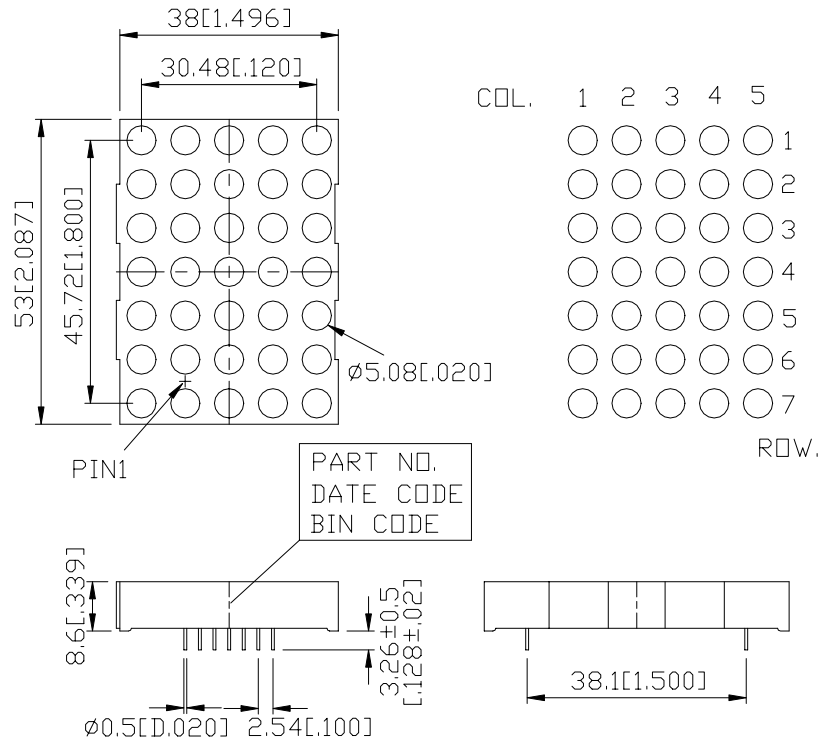 38[1.496]
30.48[.120]
53[2.087]
45.72[1.800]
ø5.08[.020]
PIN1
COL. 1 2 3 4 5
1
2
3
4
5
6
7
ROW.
PART NO.
DATE CODE
BIN CODE
8.6[.339]
3.26±0.5
[.128±.02]
ø0.5[D.020]
2.54[.100]
38.1[1.500]